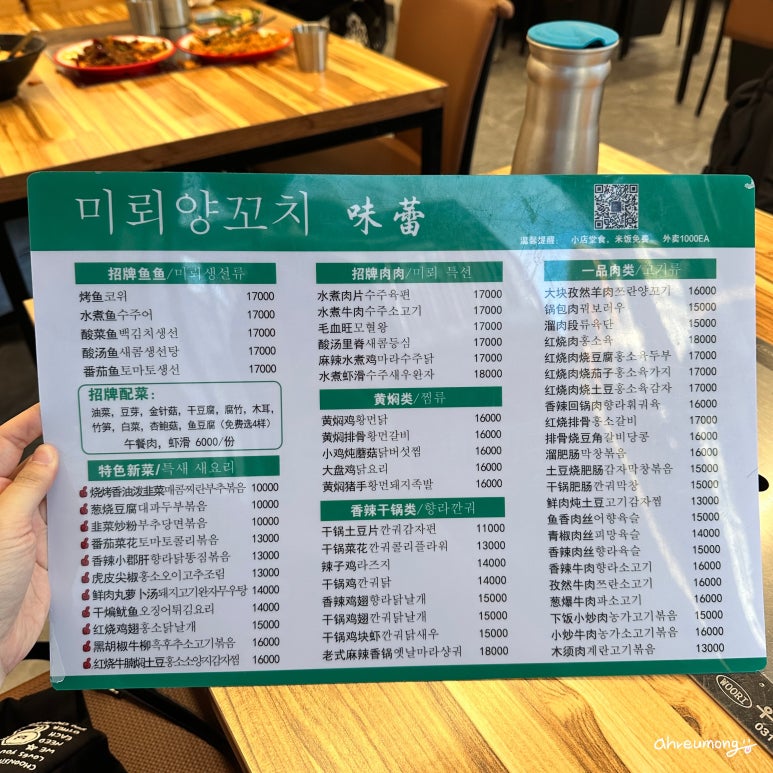 미뢰양꼬치 味蕾
温馨提醒： 小店堂食，米饭免费。 外卖1000EA
招牌鱼鱼/미뢰생선류
烤鱼코위 17000
水煮鱼수주어 17000
酸菜鱼백김치생선 17000
酸汤鱼새콤생선탕 17000
番茄鱼토마토생선 17000
招牌配菜：
油菜，豆芽，金针菇，干豆腐，腐竹，木耳，
竹笋，白菜，杏鲍菇，鱼豆腐（免费选4样）
午餐肉，虾滑 6000/份
特色新菜/특새 새요리
烧烤香油泼韭菜매콤찌란부추볶음 10000
葱烧豆腐대파두부볶음 10000
韭菜炒粉부추당면볶음 10000
番茄菜花토마토콜리볶음 13000
香辣小郡肝향라닭똥집볶음 13000
虎皮尖椒홍소오이고추조림 13000
鲜肉丸萝卜汤돼지고기완자무우탕 14000
干煸鱿鱼오징어튀김요리 14000
红烧鸡翅홍소닭날개 15000
黑胡椒牛柳흑후추소고기볶음 16000
红烧牛腩焖土豆홍소소양지감자찜 16000
招牌肉肉/미뢰 특선
水煮肉片수주육편 17000
水煮牛肉수주소고기 17000
毛血旺모혈왕 17000
酸汤里脊새콤등심 17000
麻辣水煮鸡마라수주닭 17000
水煮虾滑수주새우완자 18000
黄焖类/찜류
黄焖鸡황먼닭 16000
黄焖排骨황먼갈비 16000
小鸡炖蘑菇닭버섯찜 16000
大盘鸡닭요리 16000
黄焖猪手황먼돼지족발 16000
香辣干锅类/향라깐궈
干锅土豆片깐궈감자편 11000
干锅菜花깐궈콜리플라워 13000
辣子鸡라즈지 14000
干锅鸡깐궈닭 14000
香辣鸡翅향라닭날개 15000
干锅鸡翅깐궈닭날개 15000
干锅鸡块虾깐궈닭새우 15000
老式麻辣香锅옛날마라샹궈 18000
一品肉类/고기류
大块孜然羊肉쯔란양꼬기 16000
锅包肉궈보러우 15000
溜肉段류육단 15000
红烧肉홍소육 18000
红烧肉烧豆腐홍소육두부 17000
红烧肉烧茄子홍소육가지 17000
红烧肉烧土豆홍소육감자 17000
香辣回锅肉향라훠궈육 16000
红烧排骨홍소갈비 17000
排骨烧豆角갈비당콩 16000
溜肥肠막창볶음 16000
土豆烧肥肠감자막창볶음 15000
干锅肥肠깐궈막창 15000
鲜肉炖土豆고기감자찜 13000
鱼香肉丝어향육슬 15000
青椒肉丝피망육슬 14000
香辣肉丝향라육슬 15000
香辣牛肉향라소고기 16000
孜然牛肉쯔란소고기 16000
葱爆牛肉파소고기 16000
下饭小炒肉농가고기볶음 15000
小炒牛肉농가소고기볶음 16000
木须肉계란고기볶음 13000
WOORI
ahreumong